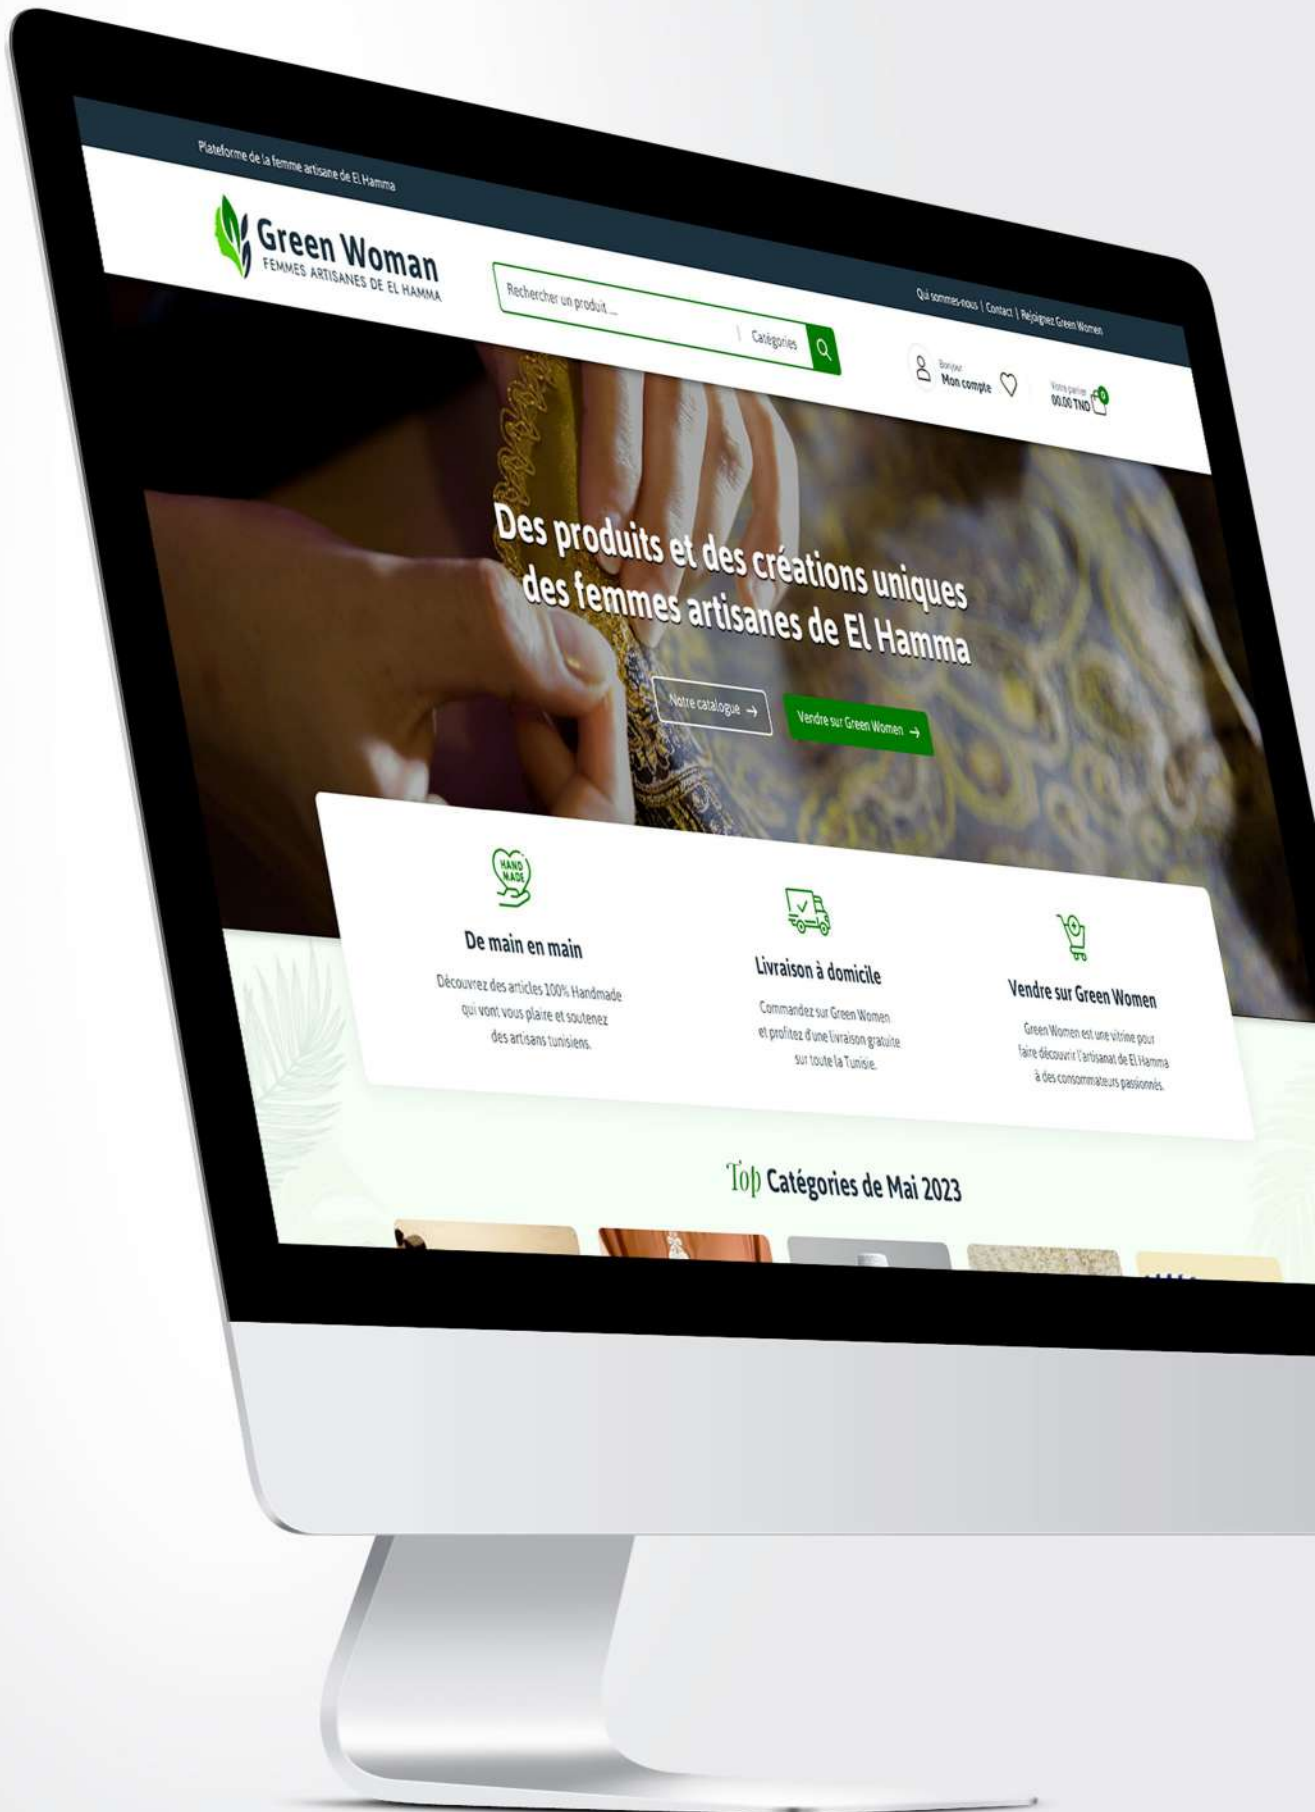 Plateforme de la femme artisane de El Hamma
Qui sommes-nous | Contact | Rejoignez Green Women
Green Woman
FEMMES ARTISANES DE EL HAMMA
Rechercher un produit ...
Catégories
Bonjour
Mon compte
Votre panier
00.00 TND
0
Des produits et des créations uniques
des femmes artisanes de El Hamma
Notre catalogue →
Vendre sur Green Women →
HAND
MADE
De main en main
Découvrez des articles 100% Handmade
qui vont vous plaire et soutenez
des artisans tunisiens.
Livraison à domicile
Commandez sur Green Women
et profitez d'une livraison gratuite
sur toute la Tunisie.
Vendre sur Green Women
Green Women est une vitrine pour
faire découvrir l'artisanat de El Hamma
à des consommateurs passionnés.
Top Catégories de Mai 2023